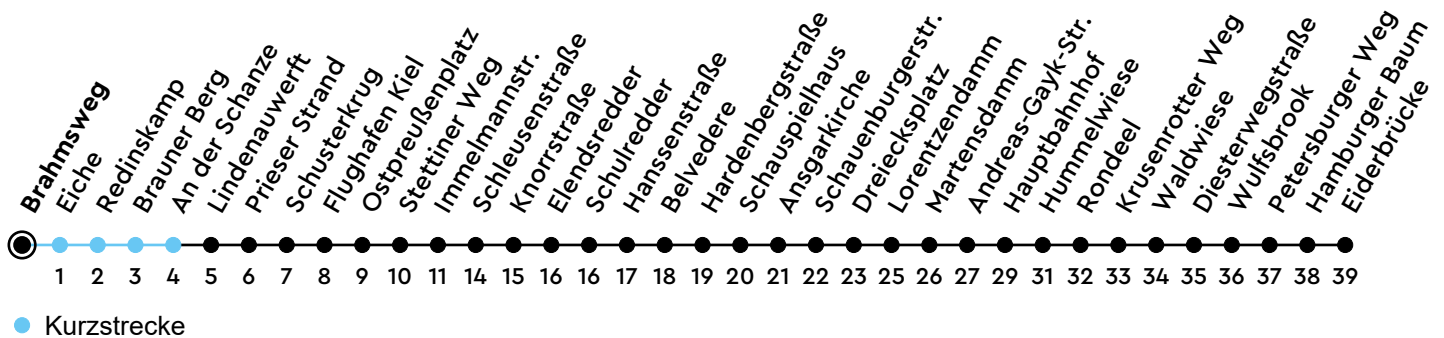 Brahmsweg
Eiche
Redinskamp
Brauner Berg
An der Schanze
Lindenauwerft
Prieser Strand
Schusterkrug
Flughafen Kiel
Ostpreußenplatz
Stettiner Weg
Immelmannstr.
Schleusenstraße
Knorrstraße
Elendsredder
Schulredder
Hanssenstraße
Belvedere
Hardenbergstraße
Schauspielhaus
Ansgarkirche
Schauenburgerstr.
Dreiecksplatz
Lorentzendamm
Martensdamm
Andreas-Gayk-Str.
Hauptbahnhof
Hummelwiese
Rondeel
Krusenrotter Weg
Waldwiese
Diesterwegstraße
Wulfsbrook
Petersburger Weg
Hamburger Baum
Eiderbrücke
1 2 3 4 5 6 7 8 9 10 11 14 15 16 16 17 18 19 20 21 22 23 25 26 27 29 31 32 33 34 35 36 37 38 39
Kurzstrecke